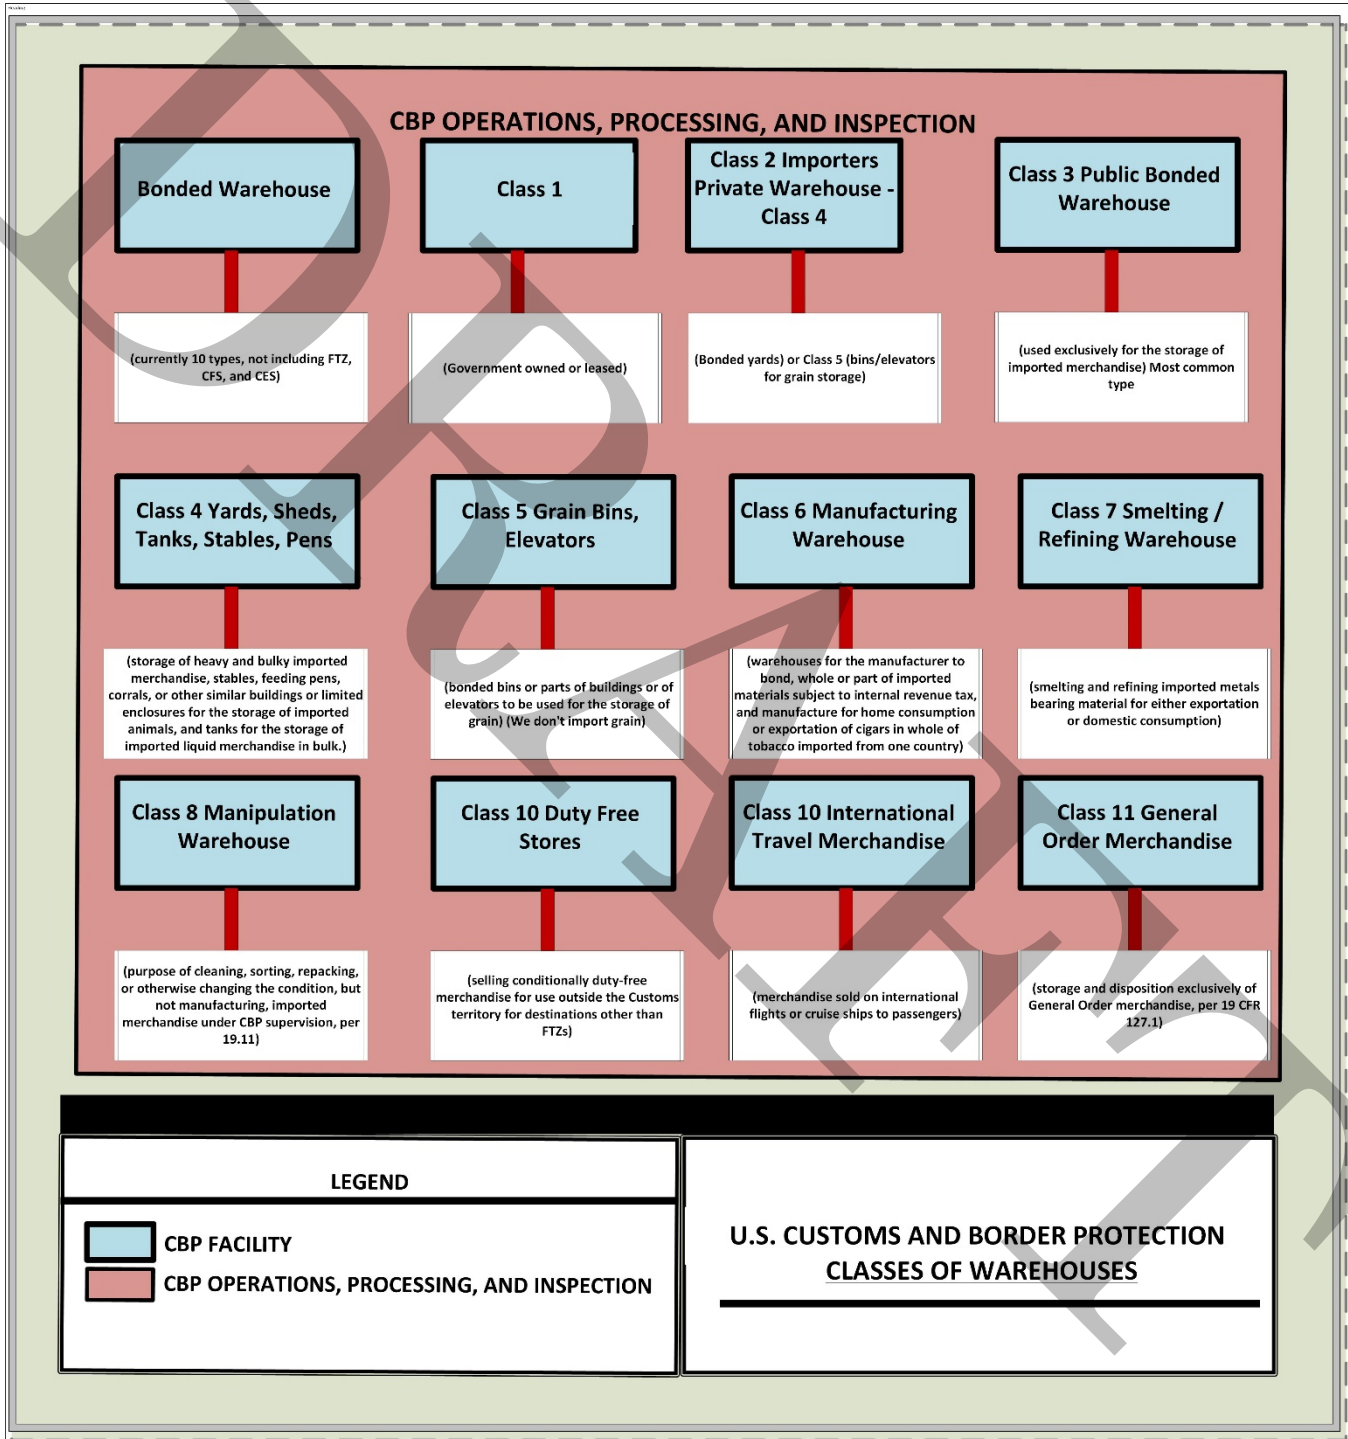 CBP OPERATIONS, PROCESSING, AND INSPECTION
Bonded Warehouse
(currently 10 types, not including FTZ,
CFS, and CES)
Class 1
(Government owned or leased)
Class 2 Importers
Private Warehouse -
Class 4
(Bonded yards) or Class 5 (bins/elevators
for grain storage)
Class 3 Public Bonded
Warehouse
(used exclusively for the storage of
imported merchandise) Most common
type
Class 4 Yards, Sheds,
Tanks, Stables, Pens
(storage of heavy and bulky imported
merchandise, stables, feeding pens,
corrals, or other similar buildings or limited
enclosures for the storage of imported
animals, and tanks for the storage of
imported liquid merchandise in bulk.)
Class 5 Grain Bins,
Elevators
(bonded bins or parts of buildings or of
elevators to be used for the storage of
grain) (We don't import grain)
Class 6 Manufacturing
Warehouse
(warehouses for the manufacturer to
bond, whole or part of imported
materials subject to internal revenue tax,
and manufacture for home consumption
or exportation of cigars in whole of
tobacco imported from one country)
Class 7 Smelting /
Refining Warehouse
(smelting and refining imported metals
bearing material for either exportation
or domestic consumption)
Class 8 Manipulation
Warehouse
(purpose of cleaning, sorting, repacking,
or otherwise changing the condition, but
not manufacturing, imported
merchandise under CBP supervision, per
19.11)
Class 10 Duty Free
Stores
(selling conditionally duty-free
merchandise for use outside the Customs
territory for destinations other than
FTZs)
Class 10 International
Travel Merchandise
(merchandise sold on international
flights or cruise ships to passengers)
Class 11 General
Order Merchandise
(storage and disposition exclusively of
General Order merchandise, per 19 CFR
127.1)
LEGEND
CBP FACILITY
CBP OPERATIONS, PROCESSING, AND INSPECTION
U.S. CUSTOMS AND BORDER PROTECTION
CLASSES OF WAREHOUSES
DRAFT